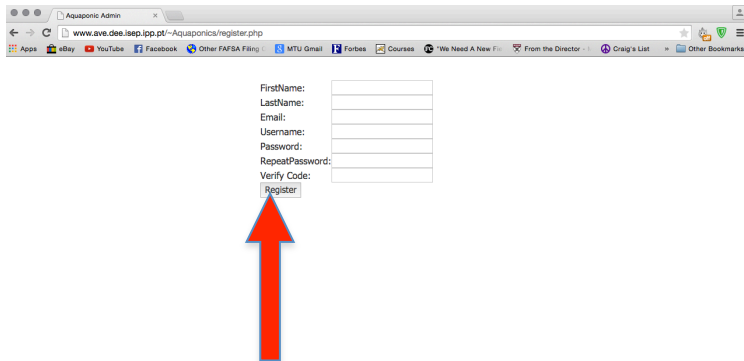 Aquaponic Admin
www.ave.dee.isep.ipp.pt/~Aquaponics/register.php
Apps eBay YouTube Facebook Other FAFSA Filing MTU Gmail Forbes Courses "We Need A New From the Director - Craig's List » Other Bookmarks
FirstName:
LastName:
Email:
Username:
Password:
RepeatPassword:
Verify Code:
Register